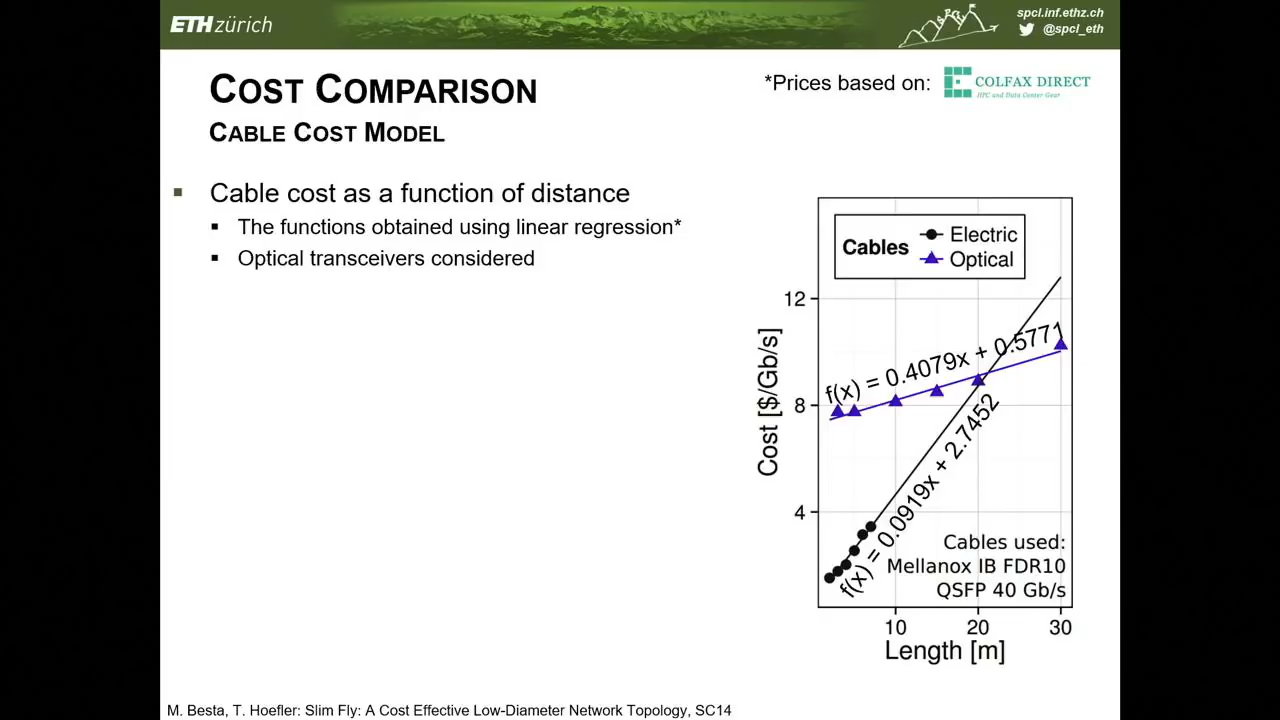 ETH zürich
spcl.inf.ethz.ch
@spcl_eth
COST COMPARISON
*Prices based on:
COLFAX DIRECT
HPC and Data Center Gear
CABLE COST MODEL
Cable cost as a function of distance
The functions obtained using linear regression*
Optical transceivers considered
Cables
Electric
Optical
Cost [$/Gb/s]
12
8
4
f(x) = 0.4079x + 0.5771
f(x) = 0.0919x + 2.7452
Cables used:
Mellanox IB FDR10
QSFP 40 Gb/s
10 20 30
Length [m]
M. Besta, T. Hoefler: Slim Fly: A Cost Effective Low-Diameter Network Topology, SC14